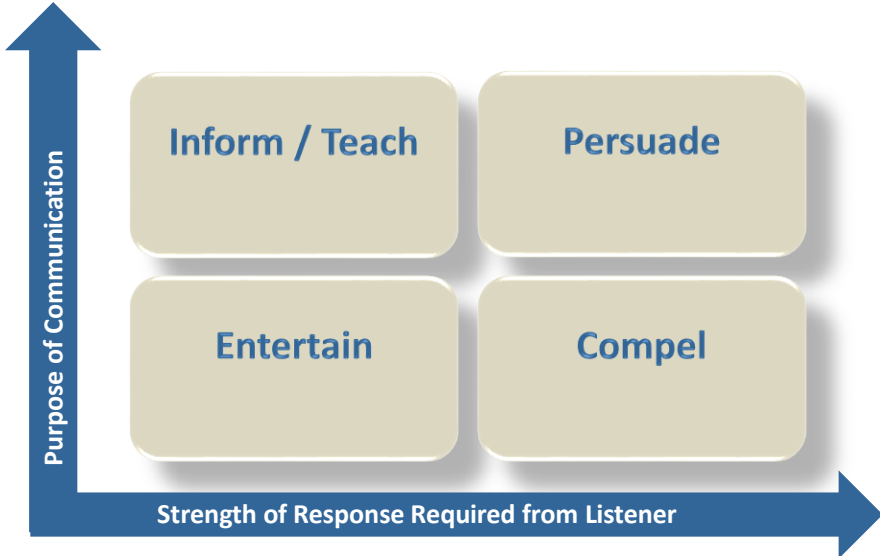 Purpose of Communication
Inform / Teach
Persuade
Entertain
Compel
Strength of Response Required from Listener